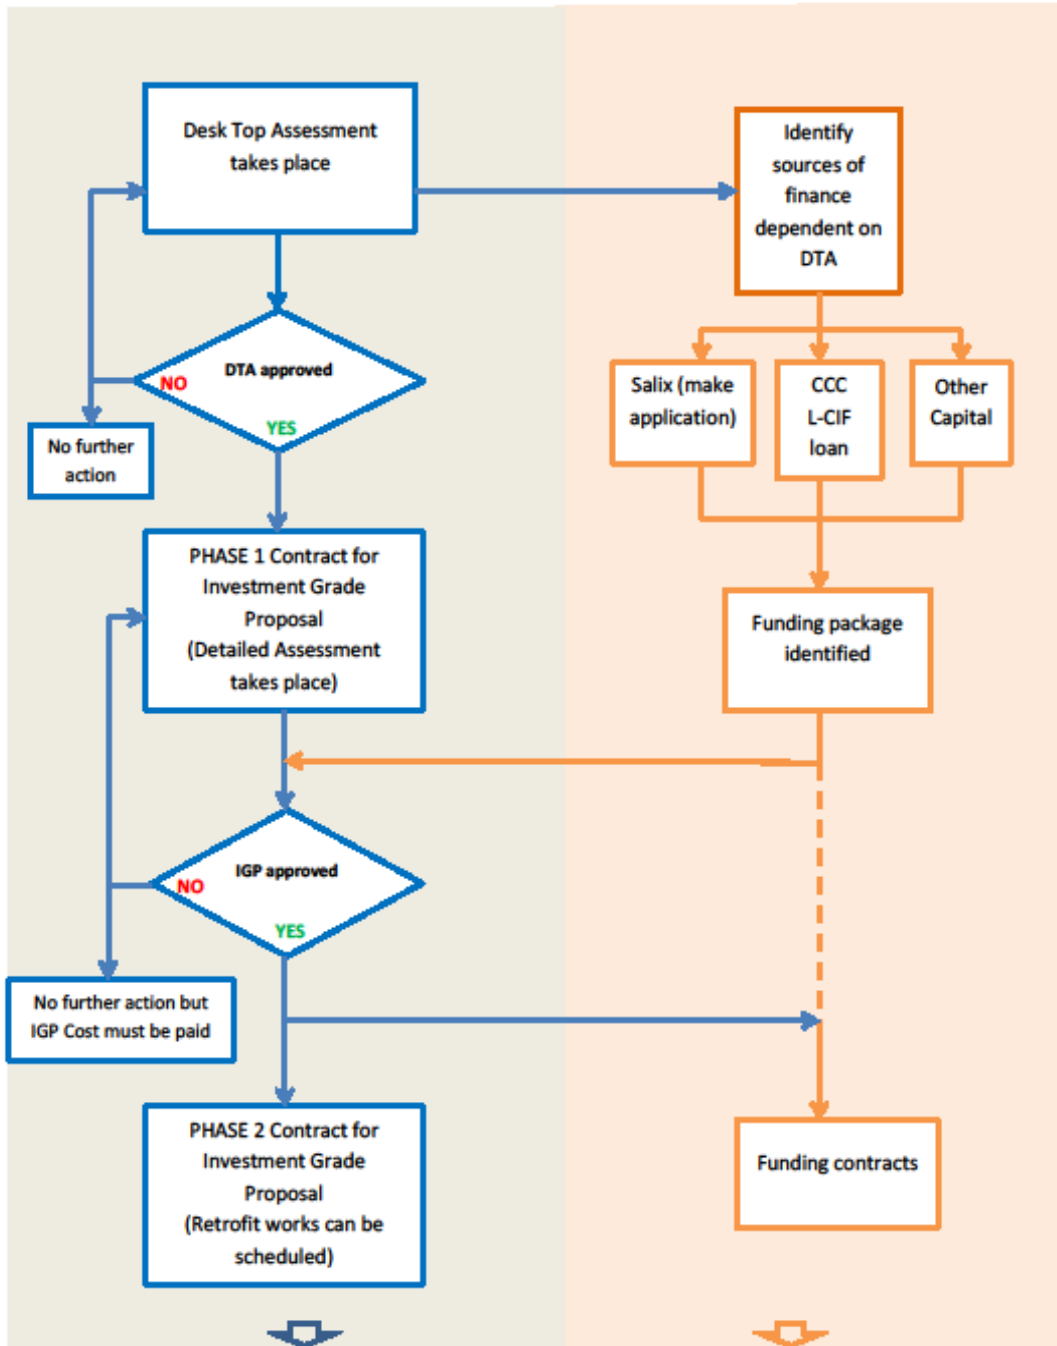 Desk Top Assessment
takes place
Identify
sources of
finance
dependent on
DTA
DTA approved
NO
YES
No further
action
Salix (make
application)
CCC
L-CIF
loan
Other
Capital
PHASE 1 Contract for
Investment Grade
Proposal
(Detailed Assessment
takes place)
Funding package
identified
IGP approved
NO
YES
No further action but
IGP Cost must be paid
PHASE 2 Contract for
Investment Grade
Proposal
(Retrofit works can be
scheduled)
Funding contracts